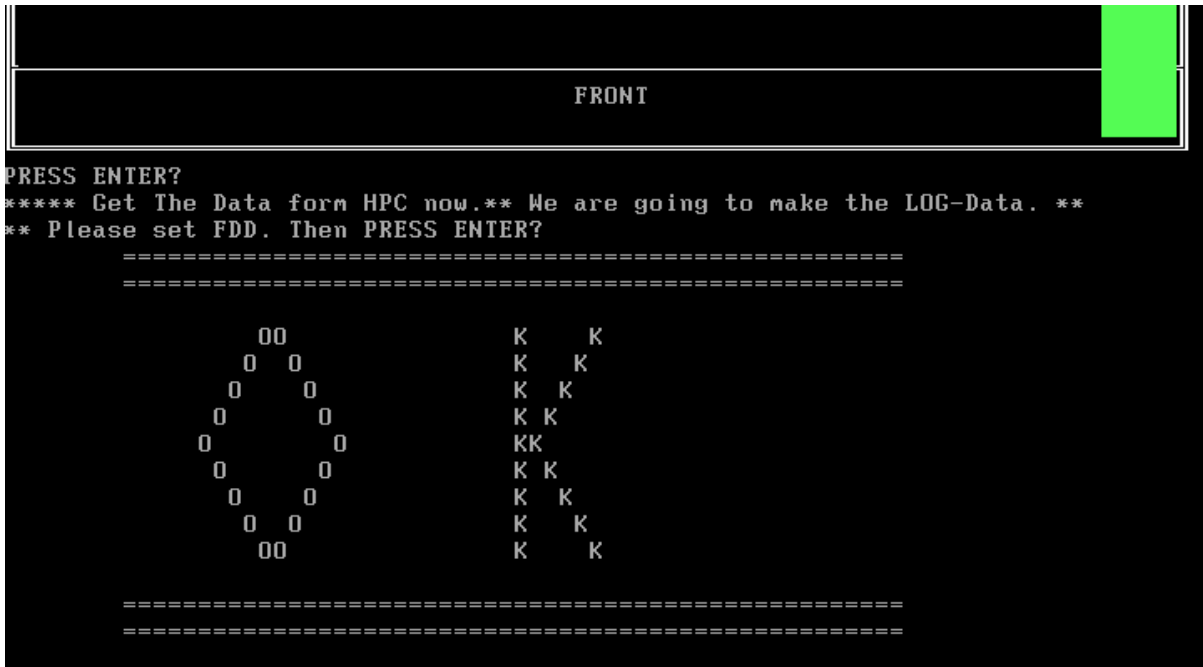 FRONT
PRESS ENTER?
***** Get The Data form HPC now.** We are going to make the LOG-Data. **
** Please set FDD. Then PRESS ENTER?
====================================================
====================================================
OO K K
O O K K
O O K K
O O K K
O O KK
O O K K
O O K K
O O K K
OO K K
====================================================
====================================================